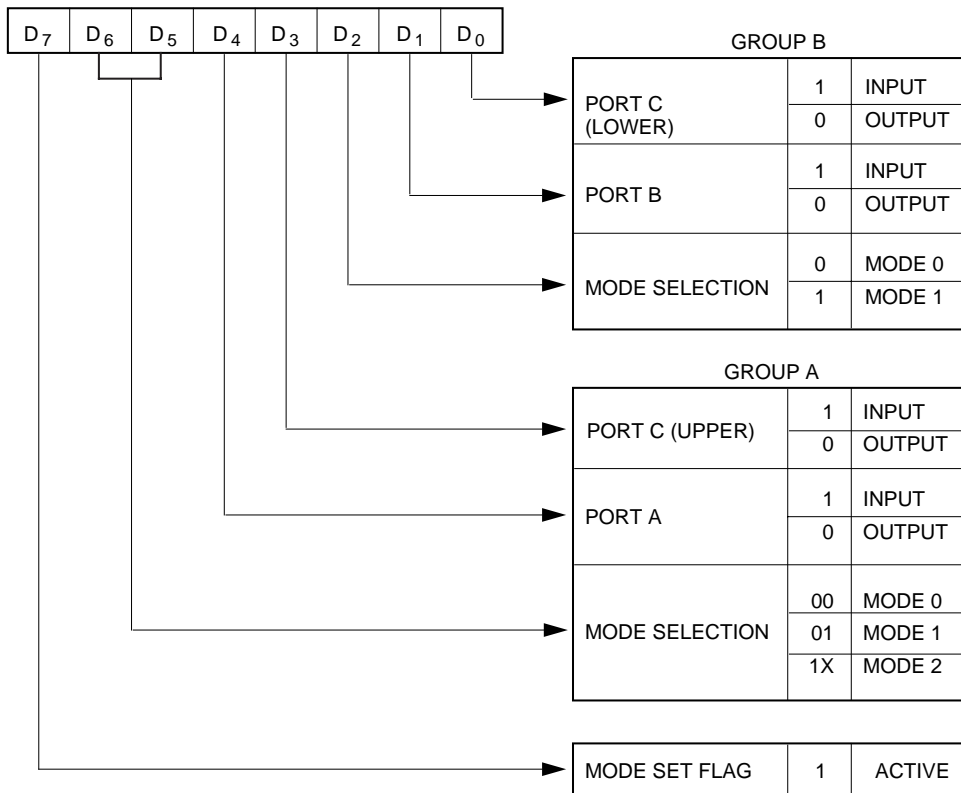 D7 D6 D5 D4 D3 D2 D1 D0
GROUP B
PORT C
(LOWER)
1 INPUT
0 OUTPUT
PORT B
1 INPUT
0 OUTPUT
MODE SELECTION
0 MODE 0
1 MODE 1
GROUP A
PORT C (UPPER)
1 INPUT
0 OUTPUT
PORT A
1 INPUT
0 OUTPUT
MODE SELECTION
00 MODE 0
01 MODE 1
1X MODE 2
MODE SET FLAG 1 ACTIVE